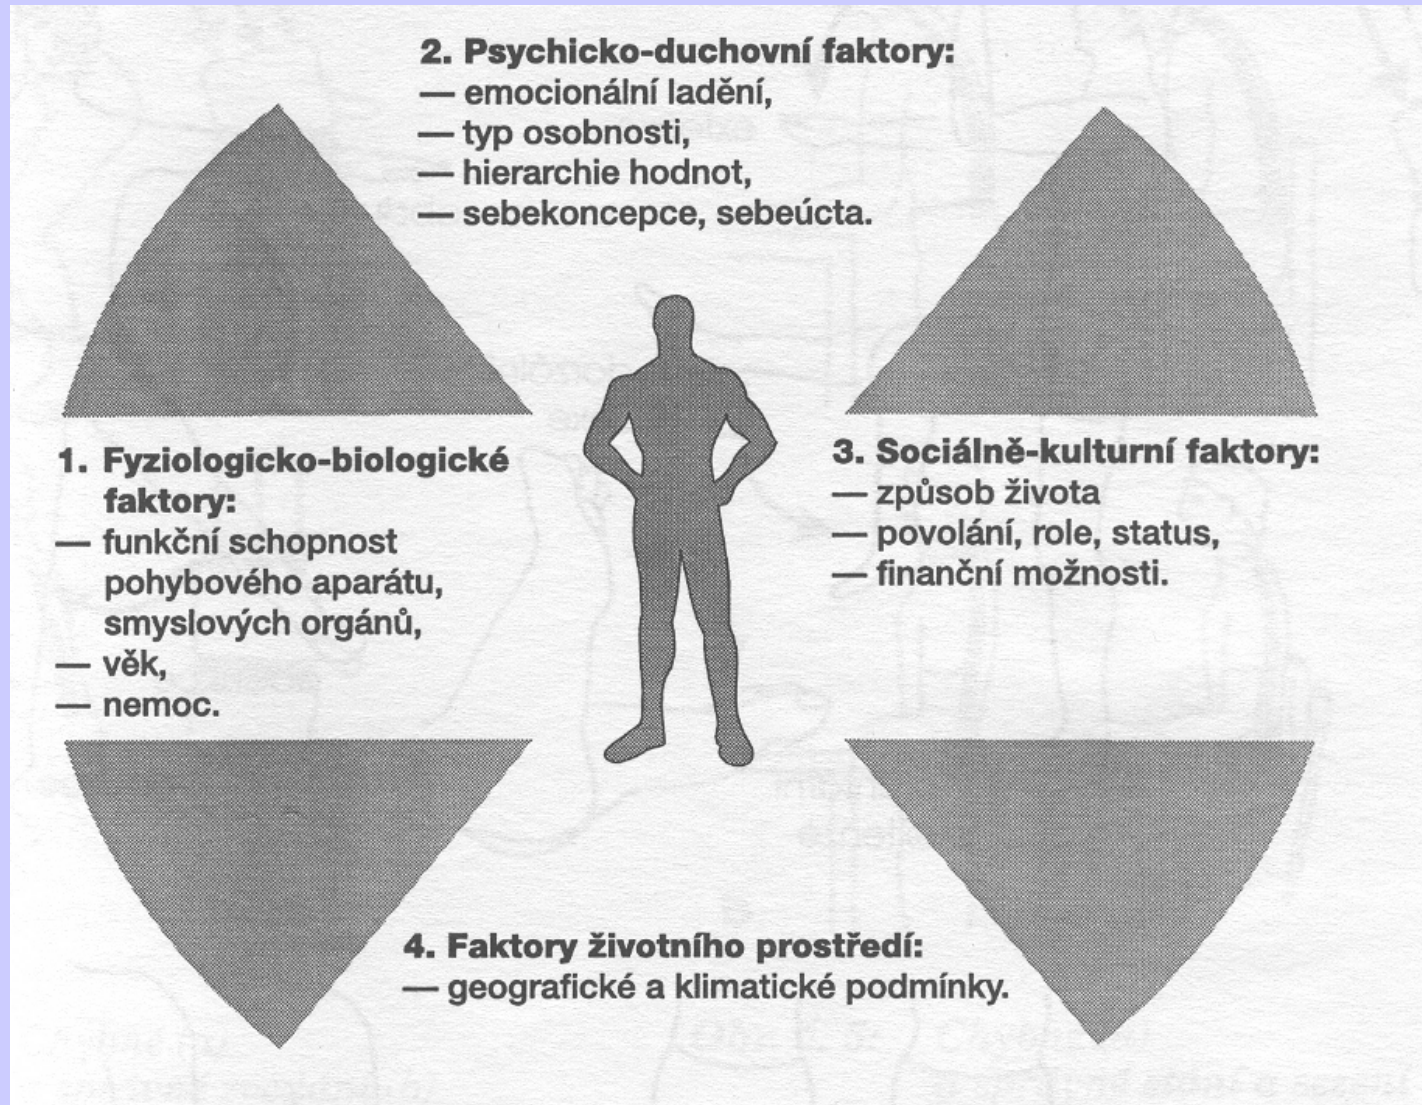 2. Psychicko-duchovní faktory:
— emocionální ladění,
— typ osobnosti,
— hierarchie hodnot,
— sebekoncepce, sebeúcta.
1. Fyziologicko-biologické
faktory:
— funkční schopnost
pohybového aparátu,
smyslových orgánů,
— věk,
— nemoc.
3. Sociálně-kulturní faktory:
— způsob života
— povolání, role, status,
— finanční možnosti.
4. Faktory životního prostředí:
— geografické a klimatické podmínky.